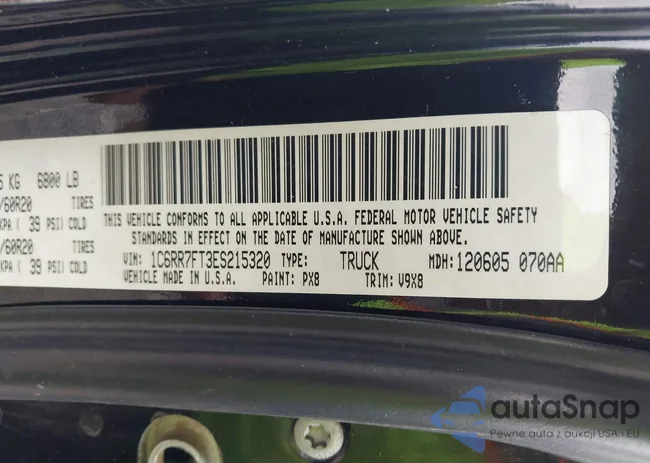 5 KG 6800 LB
/60R20 TIRES
KPA ( 39 PSI) COLD
/60R20 TIRES
KPA ( 39 PSI) COLD
THIS VEHICLE CONFORMS TO ALL APPLICABLE U.S.A. FEDERAL MOTOR VEHICLE SAFETY
STANDARDS IN EFFECT ON THE DATE OF MANUFACTURE SHOWN ABOVE.
VIN: 1C6RR7FT3ES215320 TYPE: TRUCK MDH: 120605 070AA
VEHICLE MADE IN U.S.A. PAINT: PX8 TRIM: V9X8
autaSnap
Pewne auta z aukcji USA i EU